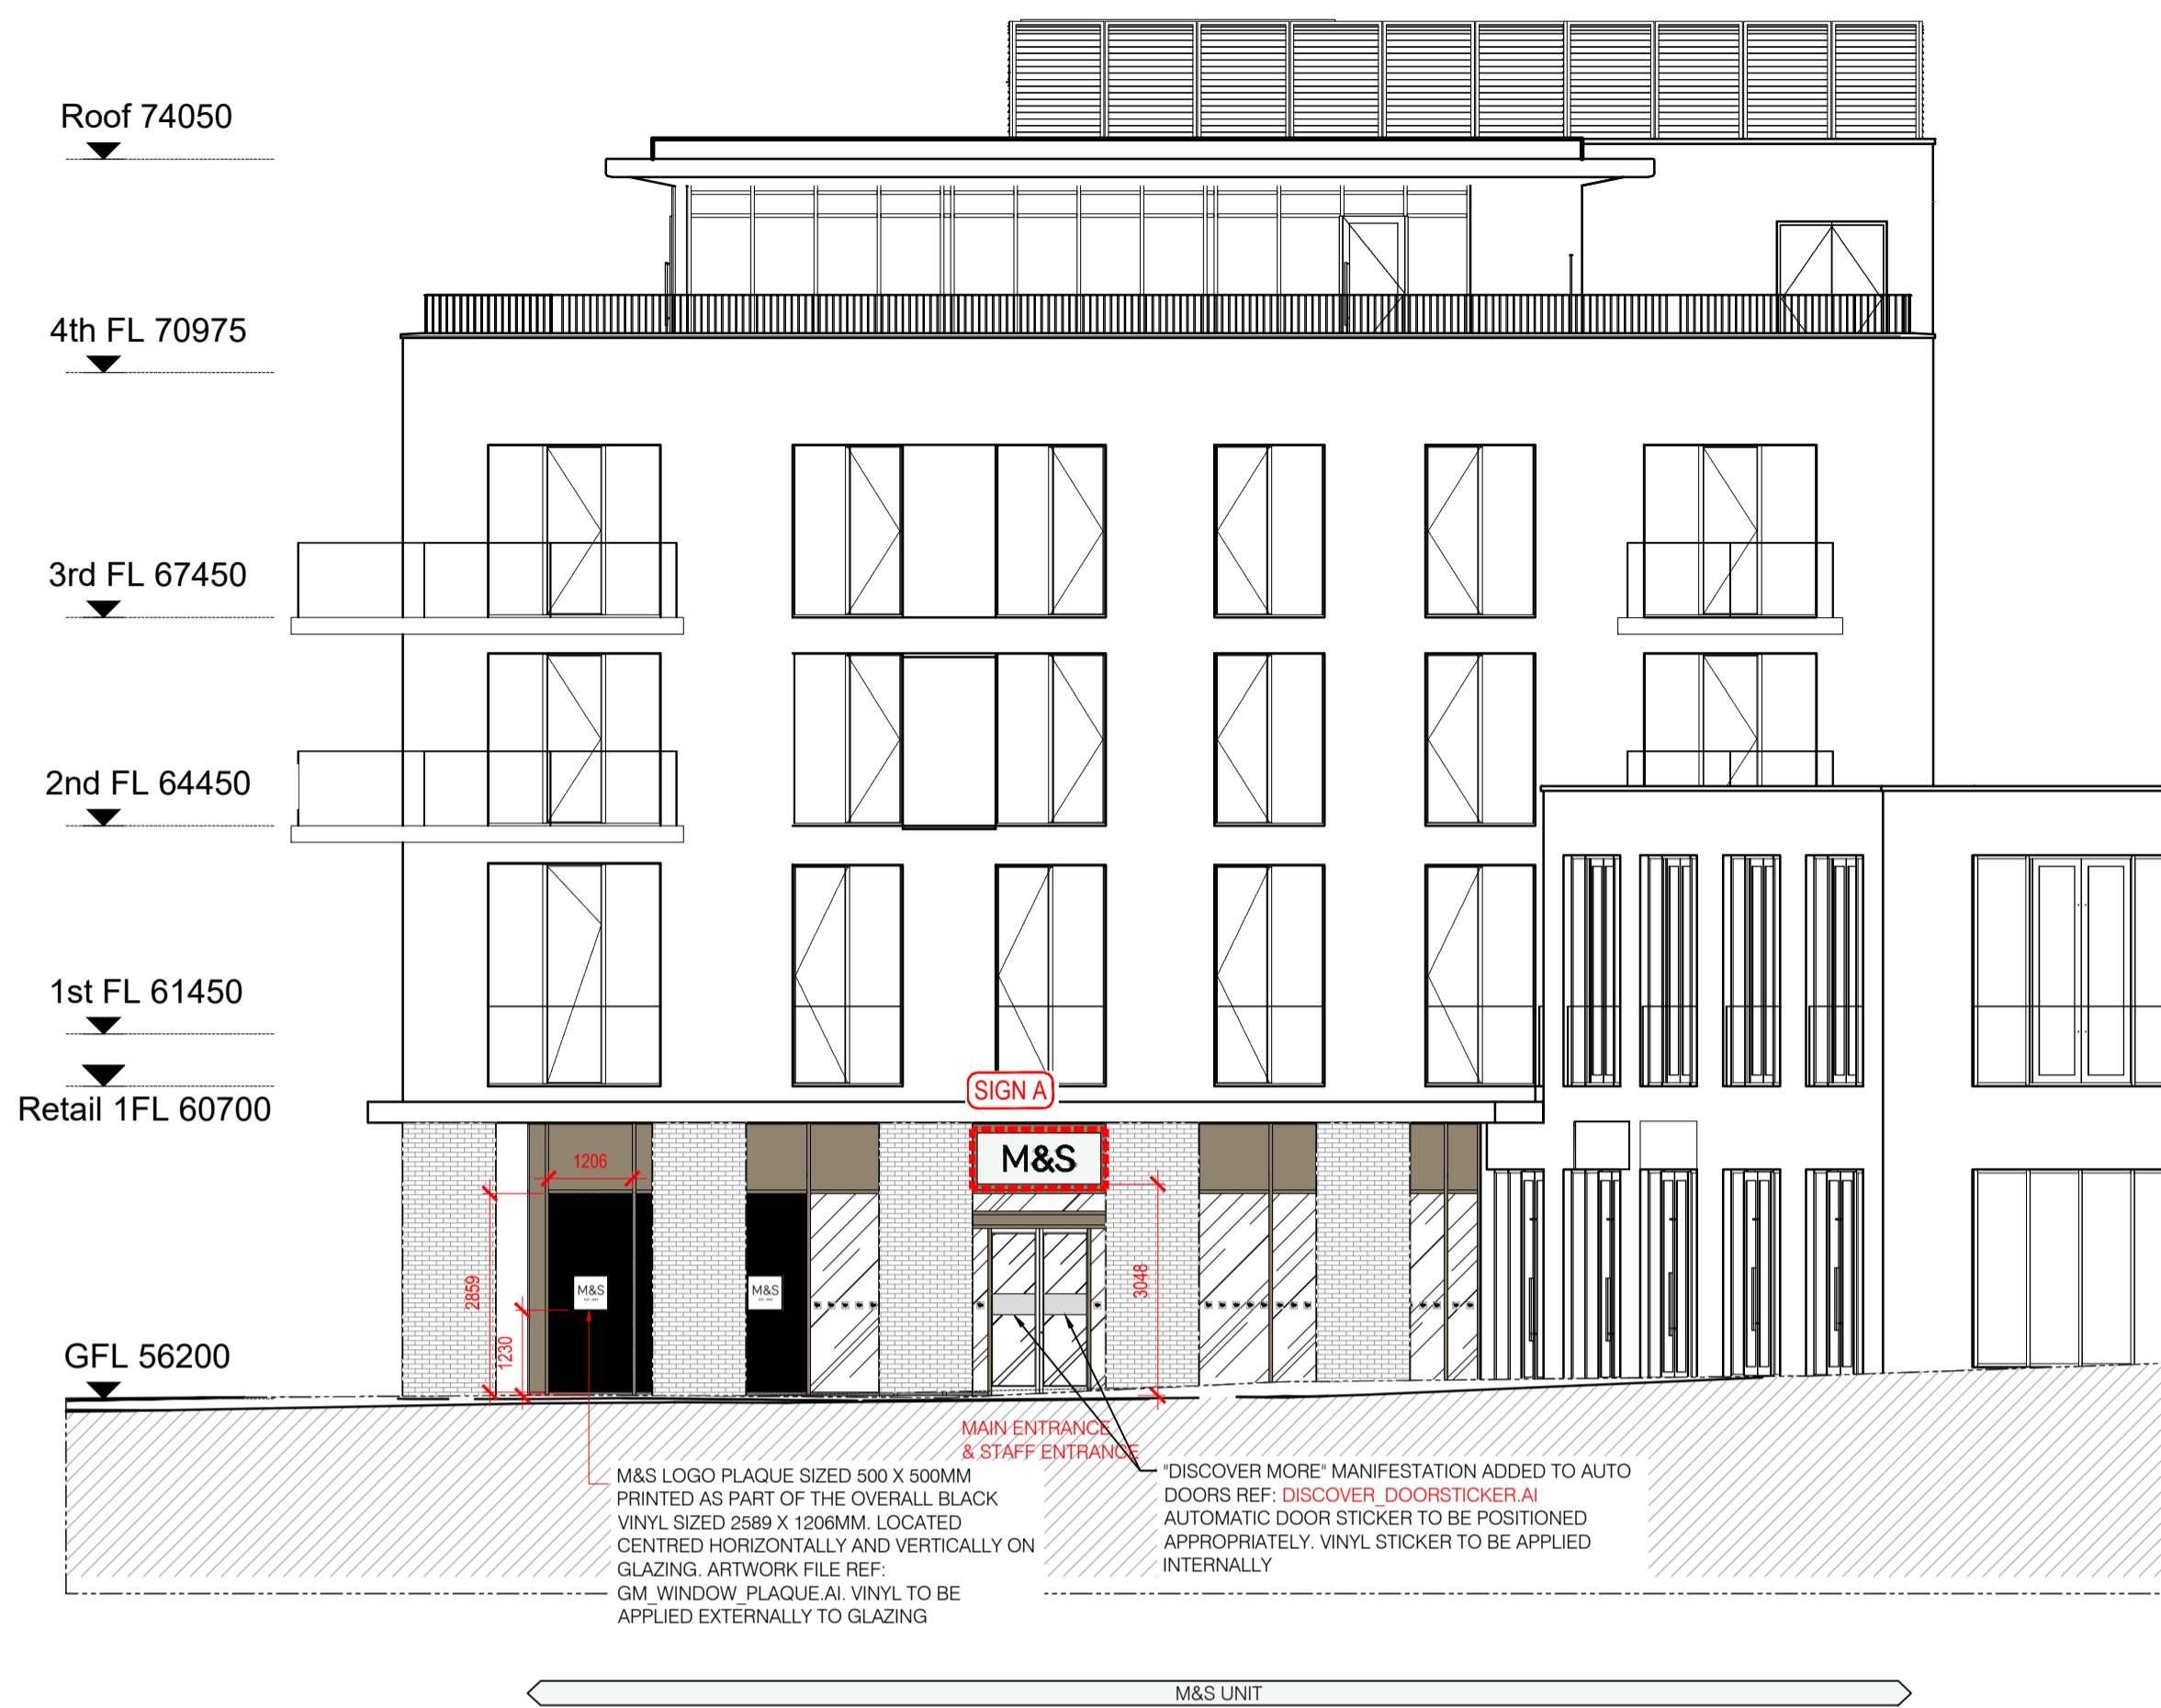 Roof 74050
4th FL 70975
3rd FL 67450
2nd FL 64450
1st FL 61450
Retail 1FL 60700
SIGN A
M&S
1206
2859
1230
M&S
M&S
3048
GFL 56200
MAIN ENTRANCE
& STAFF ENTRANCE
M&S LOGO PLAQUE SIZED 500 X 500MM
PRINTED AS PART OF THE OVERALL BLACK
VINYL SIZED 2589 X 1206MM. LOCATED
CENTRED HORIZONTALLY AND VERTICALLY ON
GLAZING. ARTWORK FILE REF:
GM_WINDOW_PLAQUE.AI. VINYL TO BE
APPLIED EXTERNALLY TO GLAZING
"DISCOVER MORE" MANIFESTATION ADDED TO AUTO
DOORS REF: DISCOVER_DOORSTICKER.AI
AUTOMATIC DOOR STICKER TO BE POSITIONED
APPROPRIATELY. VINYL STICKER TO BE APPLIED
INTERNALLY
M&S UNIT